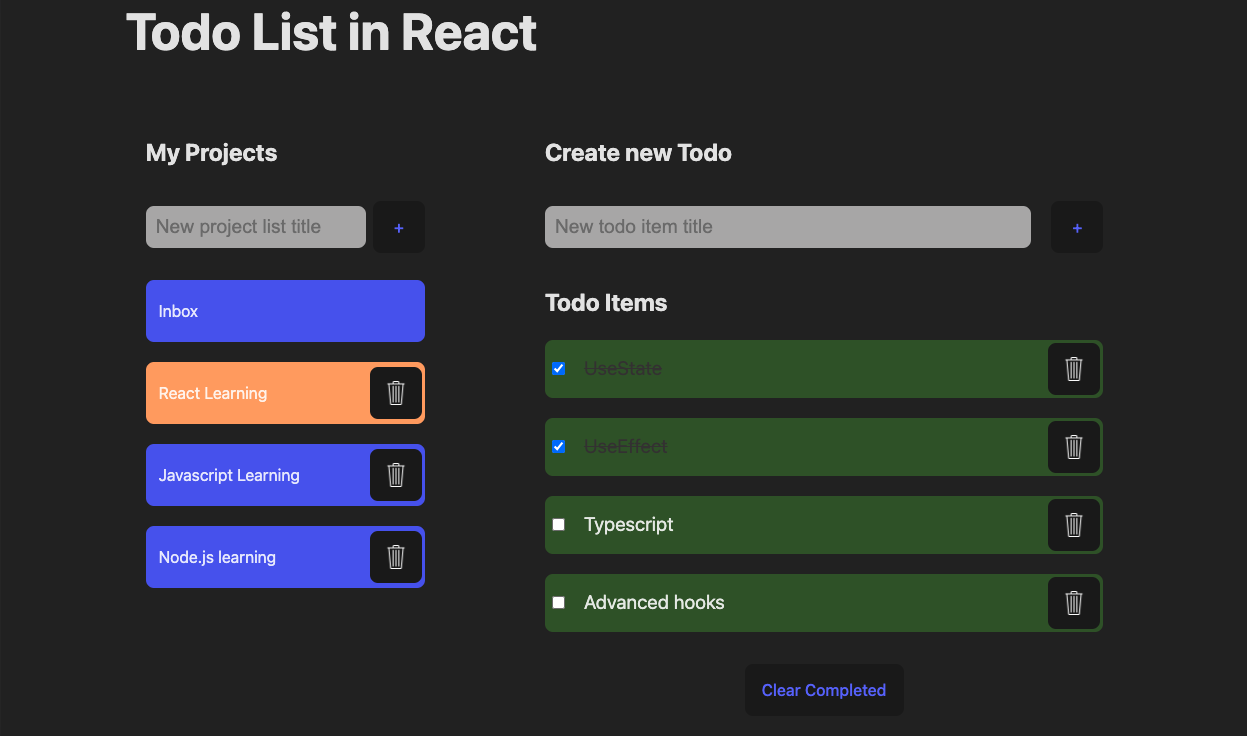 Todo List in React
My Projects
New project list title
+
Inbox
React Learning
Javascript Learning
Node.js learning
Create new Todo
New todo item title
+
Todo Items
UseState
UseEffect
Typescript
Advanced hooks
Clear Completed